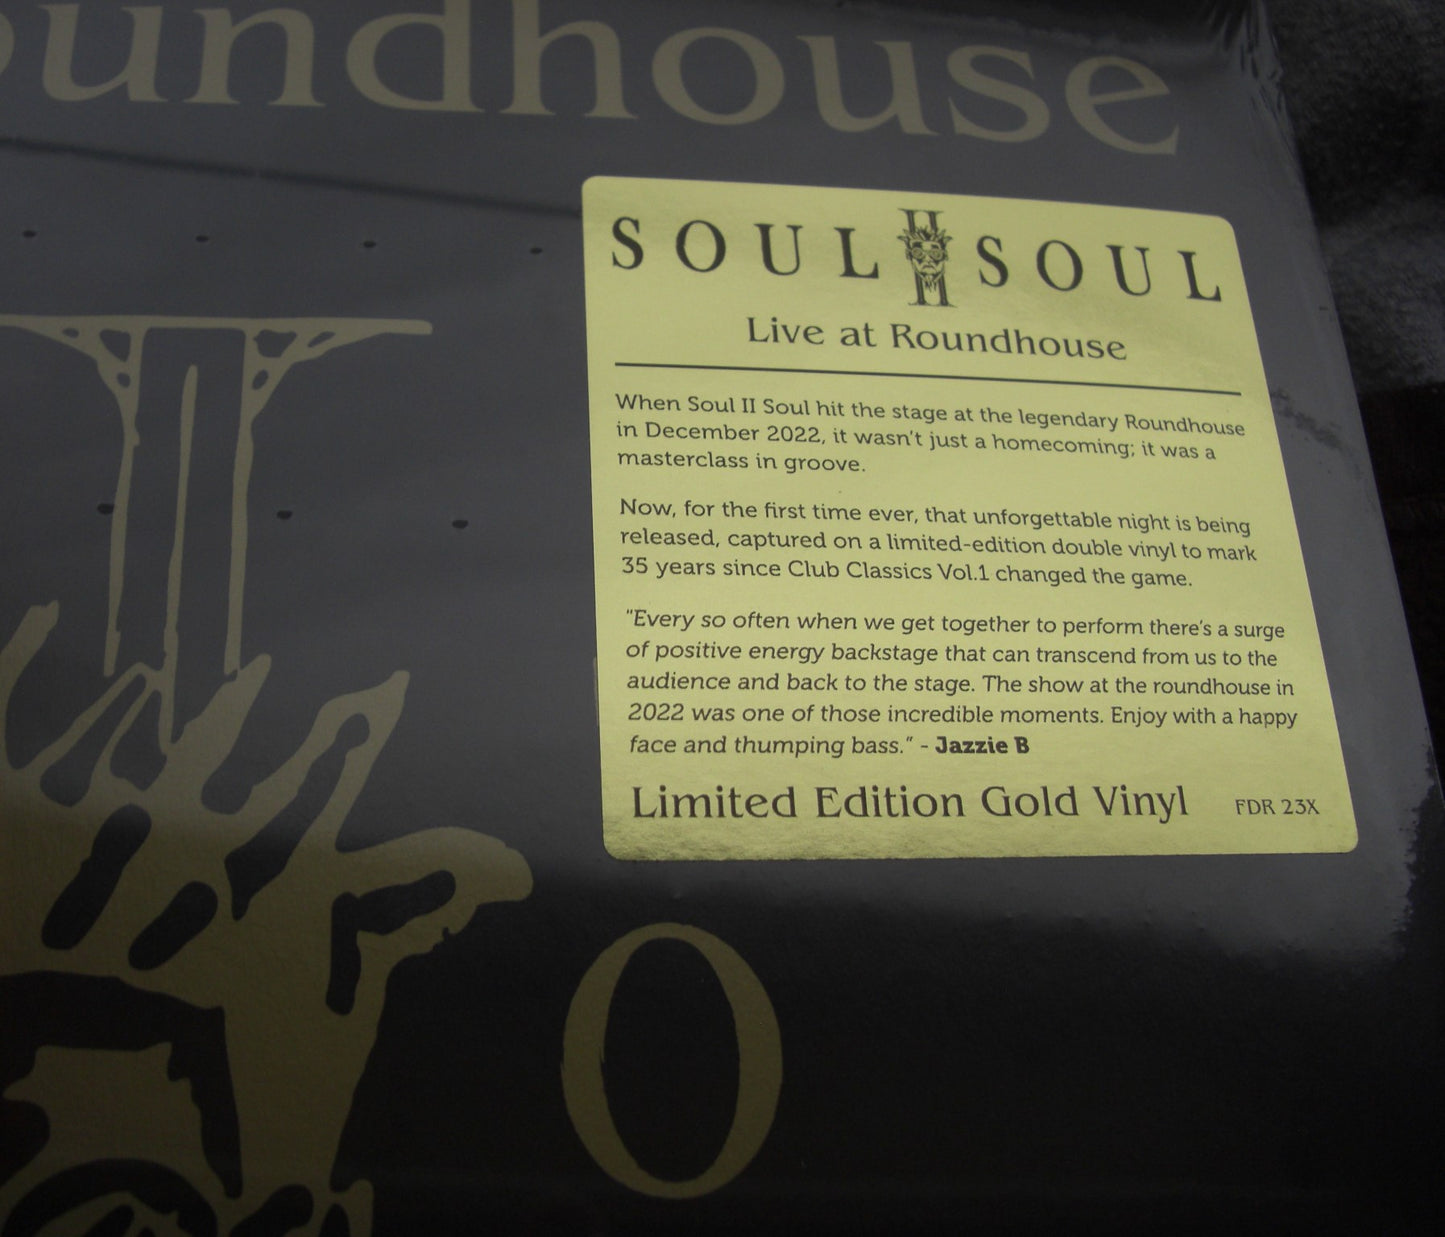 oundhouse
SOUL II SOUL
Live at Roundhouse
When Soul II Soul hit the stage at the legendary Roundhouse
in December 2022, it wasn't just a homecoming; it was a
masterclass in groove.
Now, for the first time ever, that unforgettable night is being
released, captured on a limited-edition double vinyl to mark
35 years since Club Classics Vol.1 changed the game.
"Every so often when we get together to perform there's a surge
of positive energy backstage that can transcend from us to the
audience and back to the stage. The show at the roundhouse in
2022 was one of those incredible moments. Enjoy with a happy
face and thumping bass." - Jazzie B
Limited Edition Gold Vinyl FDR 23X
O